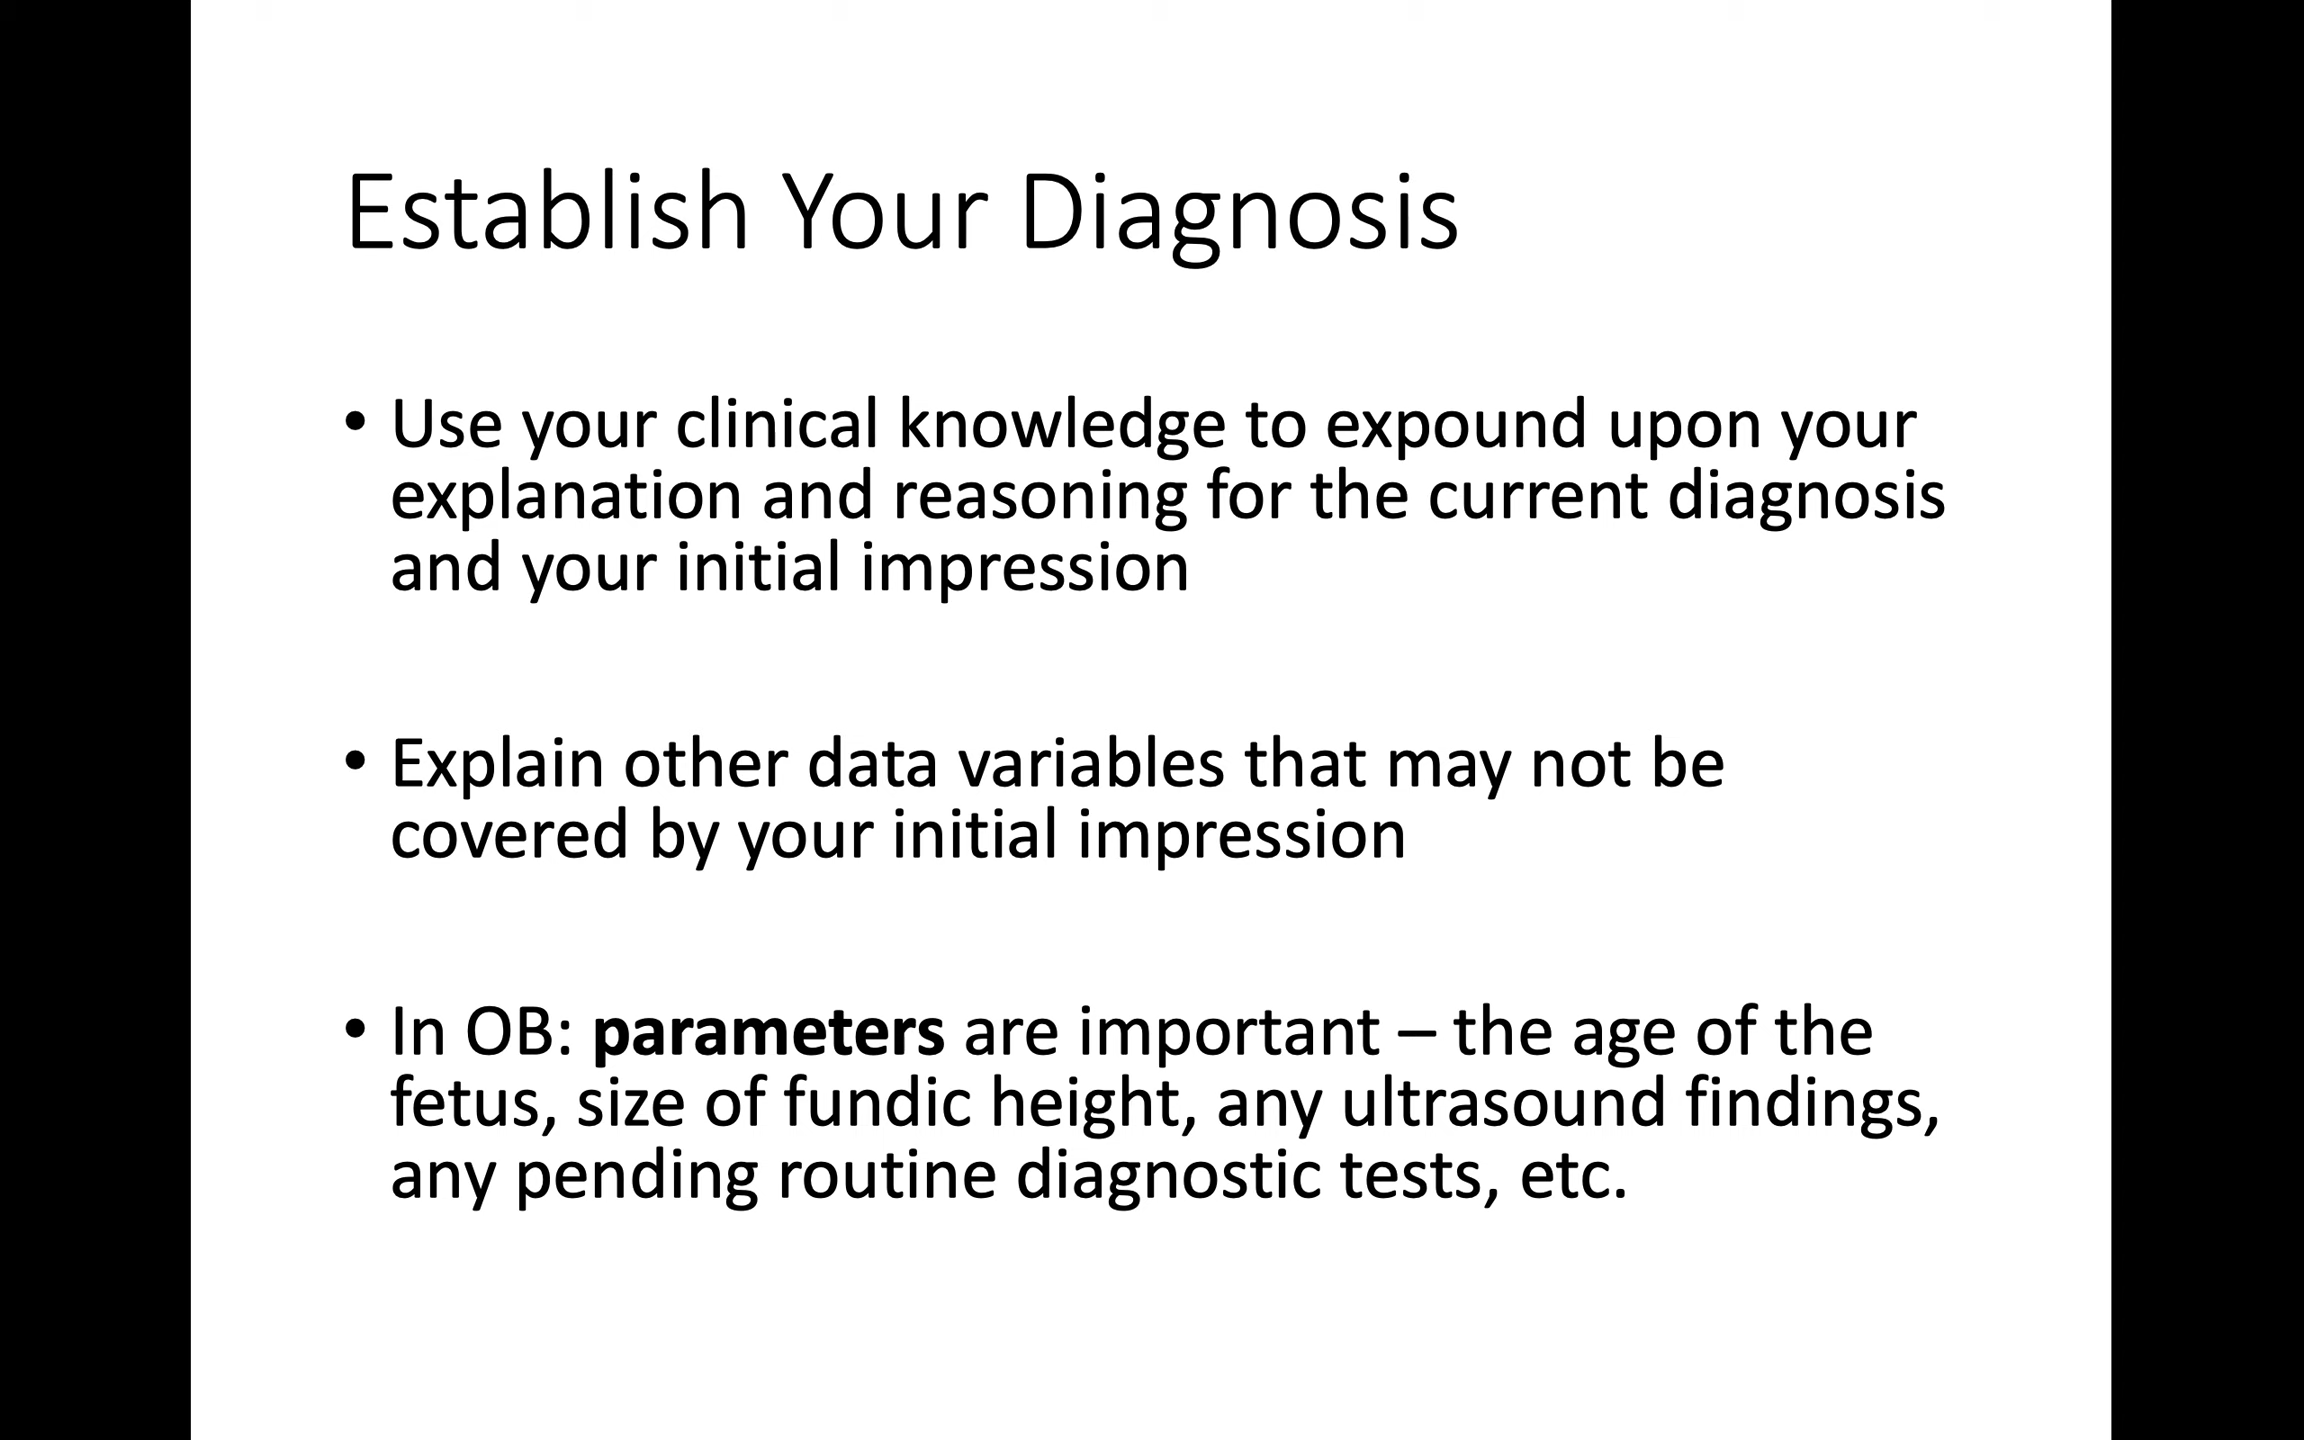 Establish Your Diagnosis
• Use your clinical knowledge to expound upon your
explanation and reasoning for the current diagnosis
and your initial impression
• Explain other data variables that may not be
covered by your initial impression
• In OB: parameters are important – the age of the
fetus, size of fundic height, any ultrasound findings,
any pending routine diagnostic tests, etc.